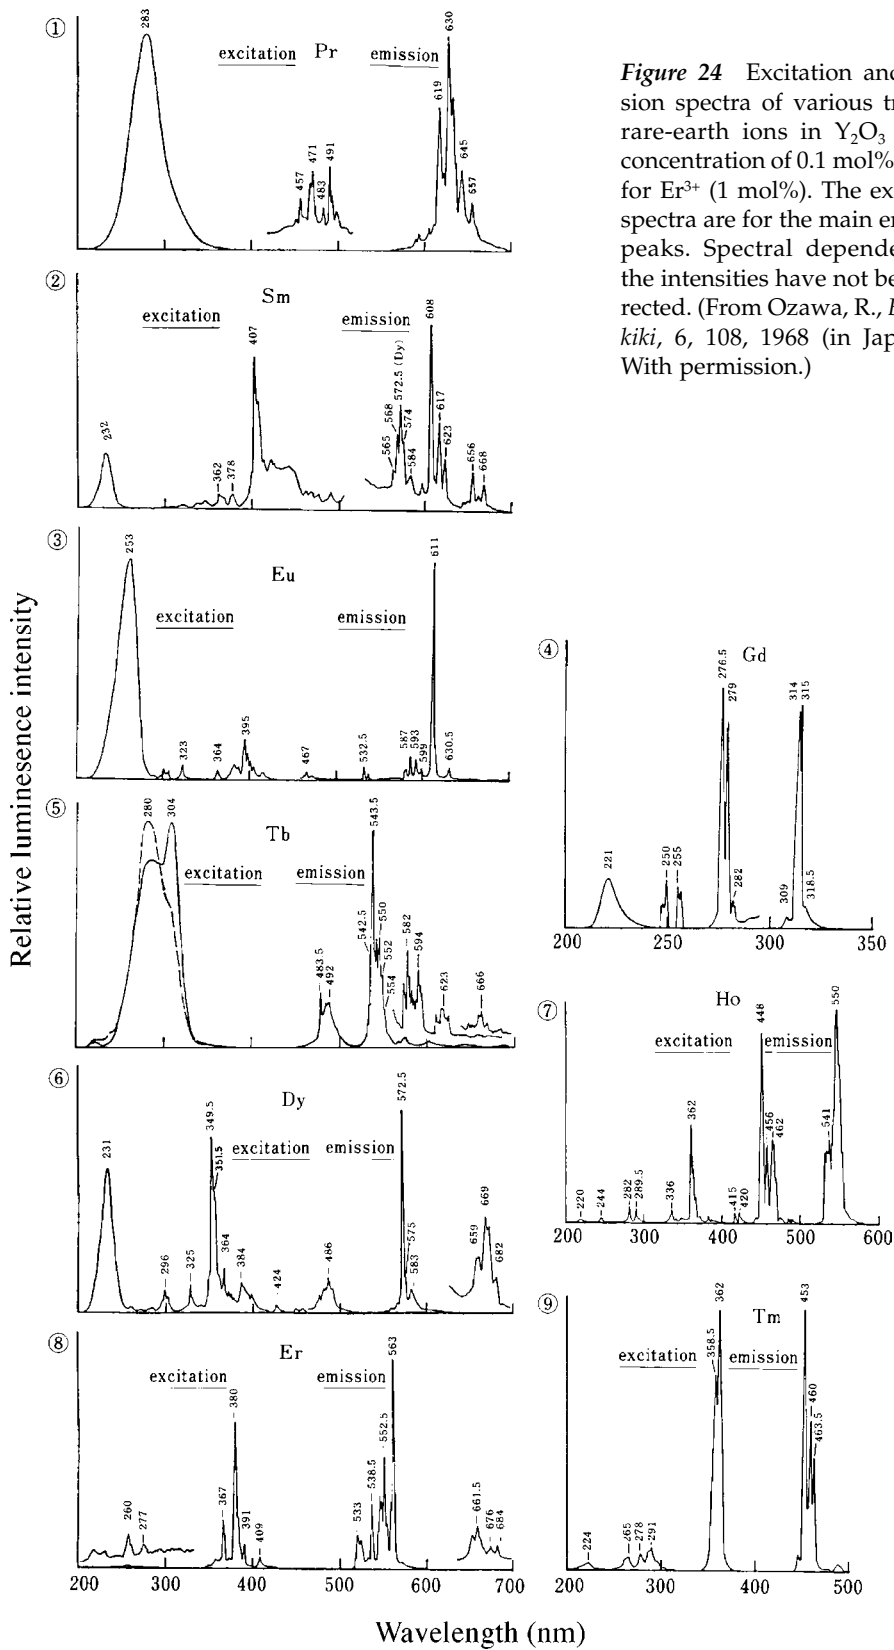 Figure 24 Excitation and
sion spectra of various tr
rare-earth ions in Y2O3
concentration of 0.1 mol%
for Er3+ (1 mol%). The ex
spectra are for the main er
peaks. Spectral depende
the intensities have not be
rected. (From Ozawa, R.,
kiki, 6, 108, 1968 (in Jap
With permission.)
Relative luminesence intensity
①
Pr
excitation
emission
283
457
471
483
491
619
630
645
657
②
Sm
excitation
emission
232
362
378
407
565
568
572.5 (Dy)
574
584
608
617
623
656
668
③
Eu
excitation
emission
253
323
364
395
467
532.5
587
593
599
611
630.5
④
Gd
221
250
255
276.5
279
282
309
314
315
318.5
200 250 300 350
⑤
Tb
excitation
emission
280
304
483.5
492
542.5
543.5
550
552
554
582
594
623
666
⑥
Dy
excitation
emission
231
296
325
349.5
351.5
364
384
424
486
572.5
575
583
659
669
682
⑦
Ho
excitation
emission
220
244
282
289.5
336
362
415
420
448
456
462
541
550
200 300 400 500 600
⑧
Er
excitation
emission
260
277
367
380
391
409
533
538.5
552.5
563
661.5
676
684
200 300 400 500 600 700
⑨
Tm
excitation
emission
224
265
278
291
358.5
362
453
460
463.5
200 300 400 500
Wavelength (nm)